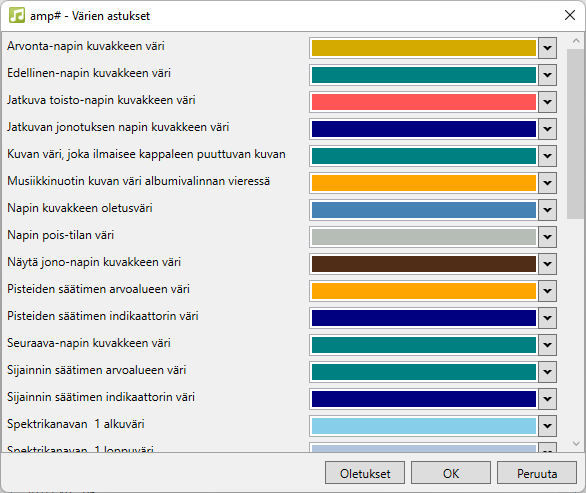 amp# - Värien astukset
Arvonta-napin kuvakkeen väri
Edellinen-napin kuvakkeen väri
Jatkuva toisto-napin kuvakkeen väri
Jatkuvan jonotuksen napin kuvakkeen väri
Kuvan väri, joka ilmaisee kappaleen puuttuvan kuvan
Musiikkinuotin kuvan väri albumivalinnan vieressä
Napin kuvakkeen oletusväri
Napin pois-tilan väri
Näytä jono-napin kuvakkeen väri
Pisteiden säätimen arvoalueen väri
Pisteiden säätimen indikaattorin väri
Seuraava-napin kuvakkeen väri
Sijainnin säätimen arvoalueen väri
Sijainnin säätimen indikaattorin väri
Spektrikanavan  1 alkuväri
Spektrikanavan  1 loppuväri
Oletukset
OK
Peruuta